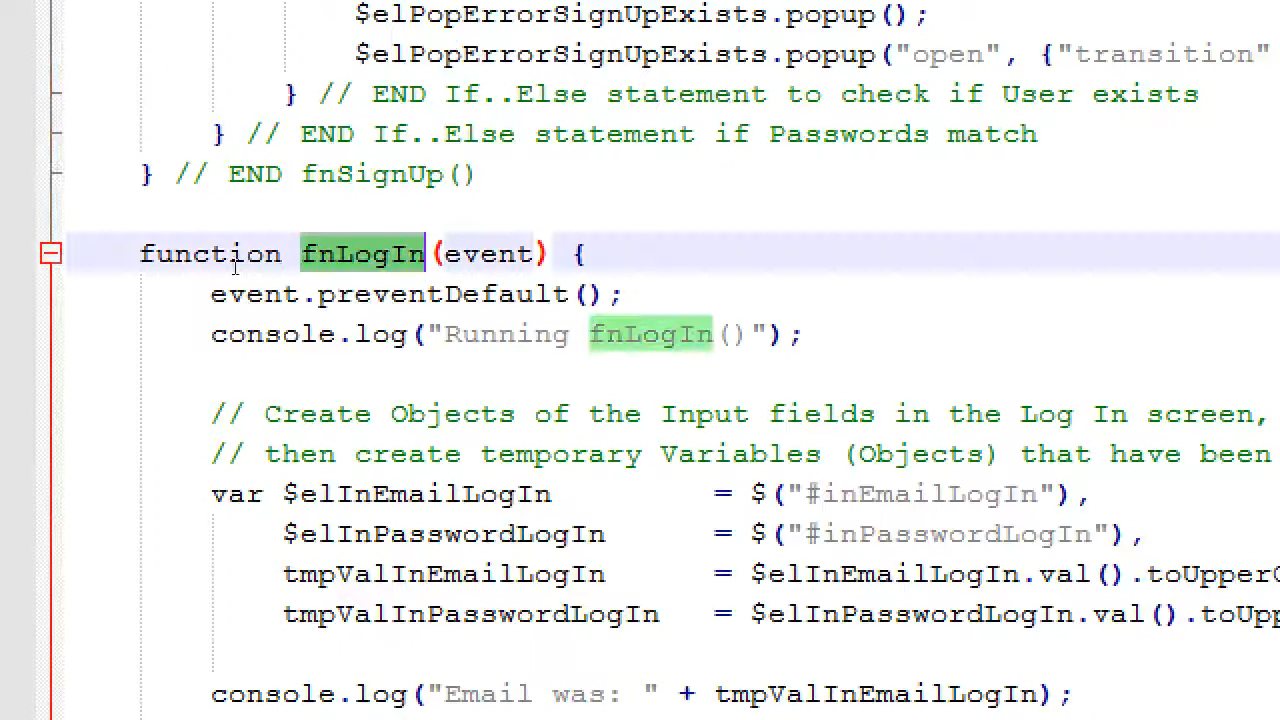 $elPopErrorSignUpExists.popup();
$elPopErrorSignUpExists.popup("open", {"transition"
} // END If..Else statement to check if User exists
} // END If..Else statement if Passwords match
} // END fnSignUp()
function fnLogIn(event) {
event.preventDefault();
console.log("Running fnLogIn()");
// Create Objects of the Input fields in the Log In screen,
// then create temporary Variables (Objects) that have been
var $elInEmailLogIn = $("#inEmailLogIn"),
$elInPasswordLogIn = $("#inPasswordLogIn"),
tmpValInEmailLogIn = $elInEmailLogIn.val().toUpperC
tmpValInPasswordLogIn = $elInPasswordLogIn.val().toUpp
console.log("Email was: " + tmpValInEmailLogIn);